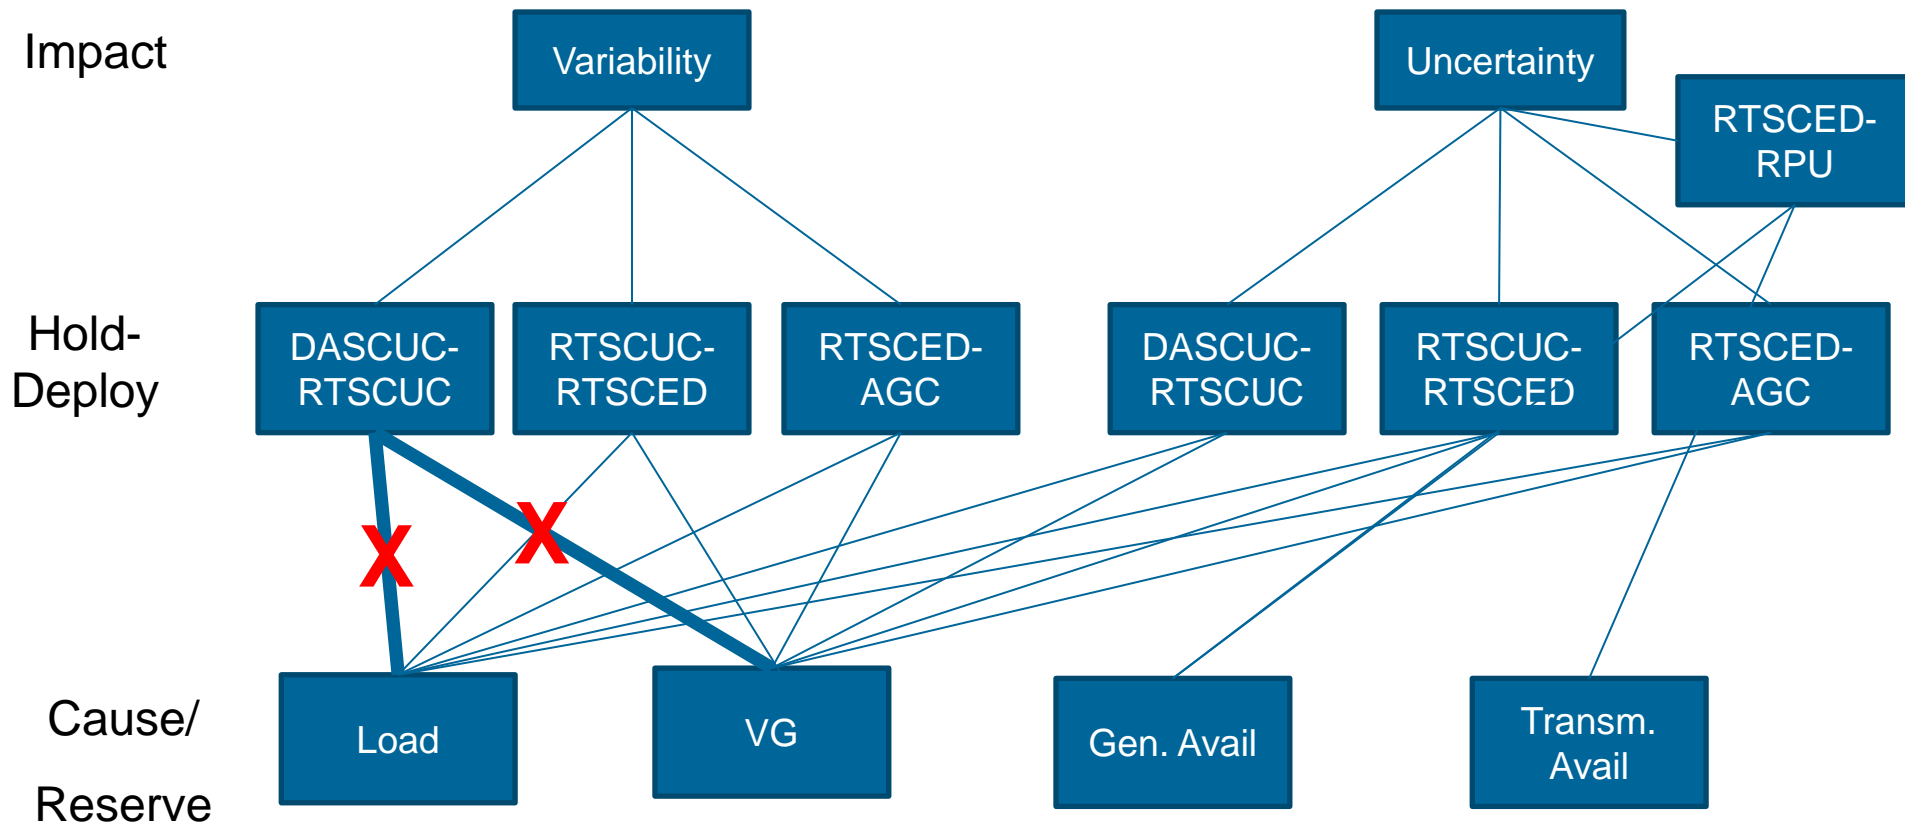 Impact
Variability
Uncertainty
RTSCED-
RPU
Hold-
Deploy
DASCUC-
RTSCUC
RTSCUC-
RTSCED
RTSCED-
AGC
DASCUC-
RTSCUC
RTSCUC-
RTSCED
RTSCED-
AGC
X
X
Cause/
Reserve
Load
VG
Gen. Avail
Transm.
Avail